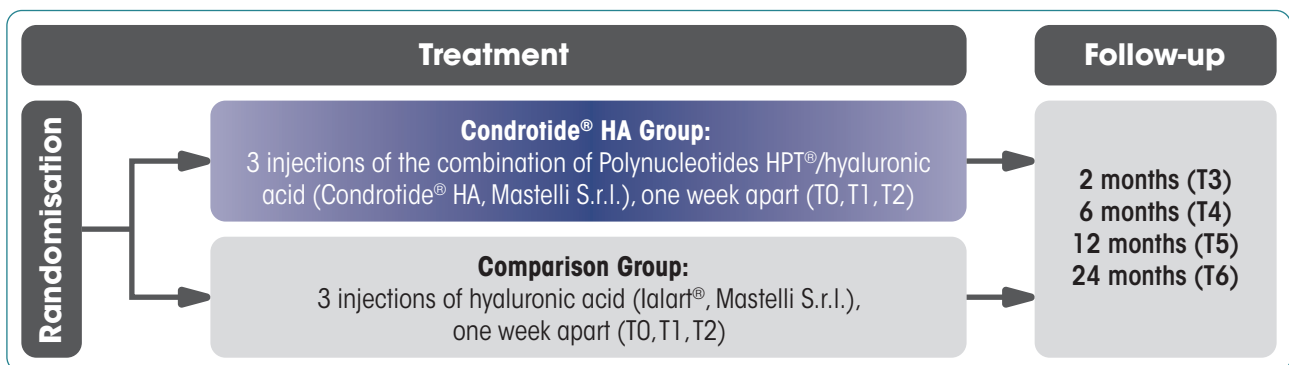 Treatment
Follow-up
Randomisation
Condrotide® HA Group:
3 injections of the combination of Polynucleotides HPT®/hyaluronic
acid (Condrotide® HA, Mastelli S.r.l.), one week apart (T0, T1, T2)
Comparison Group:
3 injections of hyaluronic acid (Ialart®, Mastelli S.r.l.),
one week apart (T0, T1, T2)
2 months (T3)
6 months (T4)
12 months (T5)
24 months (T6)